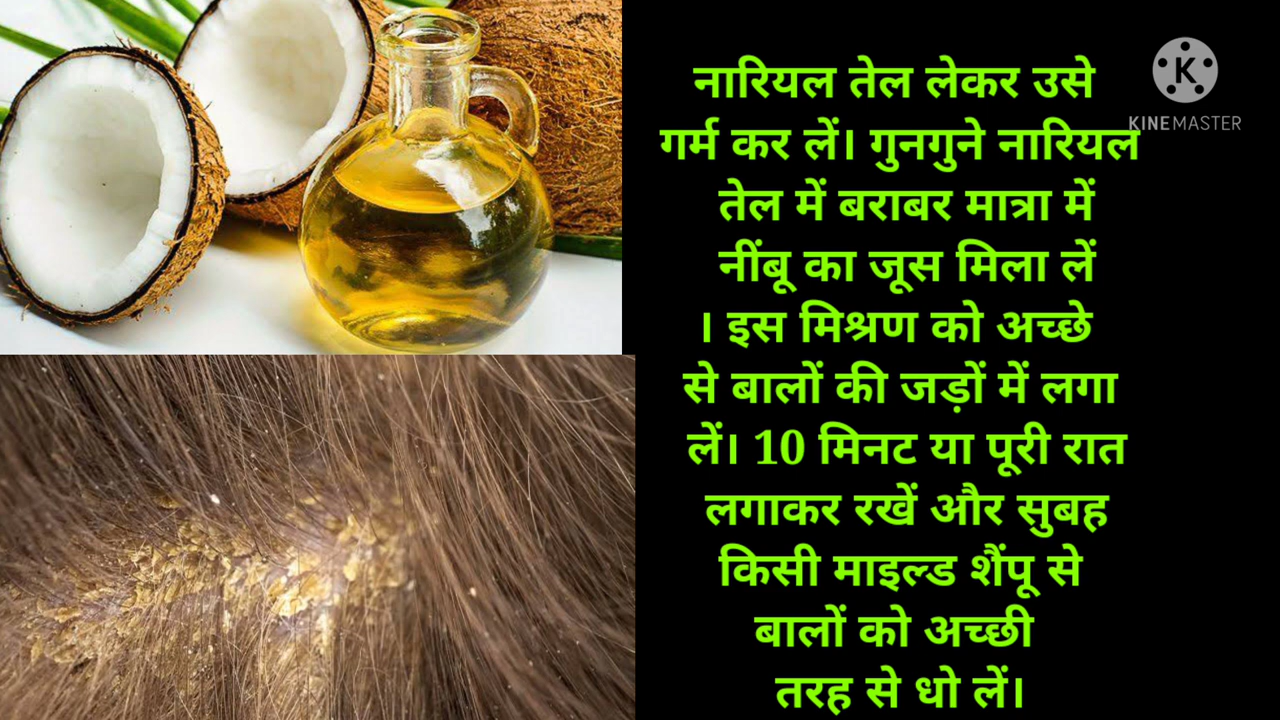 नारियल तेल लेकर उसे
गर्म कर लें। गुनगुने नारियल
तेल में बराबर मात्रा में
नींबू का जूस मिला लें
। इस मिश्रण को अच्छे
से बालों की जड़ों में लगा
लें। 10 मिनट या पूरी रात
लगाकर रखें और सुबह
किसी माइल्ड शैंपू से
बालों को अच्छी
तरह से धो लें।
K
KINEMASTER